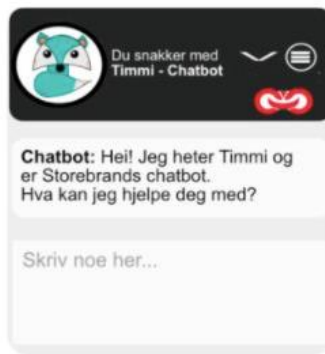 Du snakker med
Timmi - Chatbot
Chatbot: Hei! Jeg heter Timmi og
er Storebrands chatbot.
Hva kan jeg hjelpe deg med?
Skriv noe her...